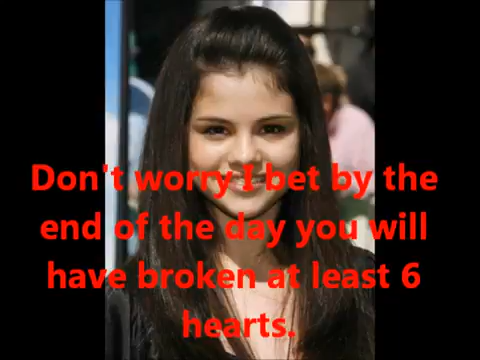 Don't worry I bet by the
end of the day you will
have broken at least 6
hearts.